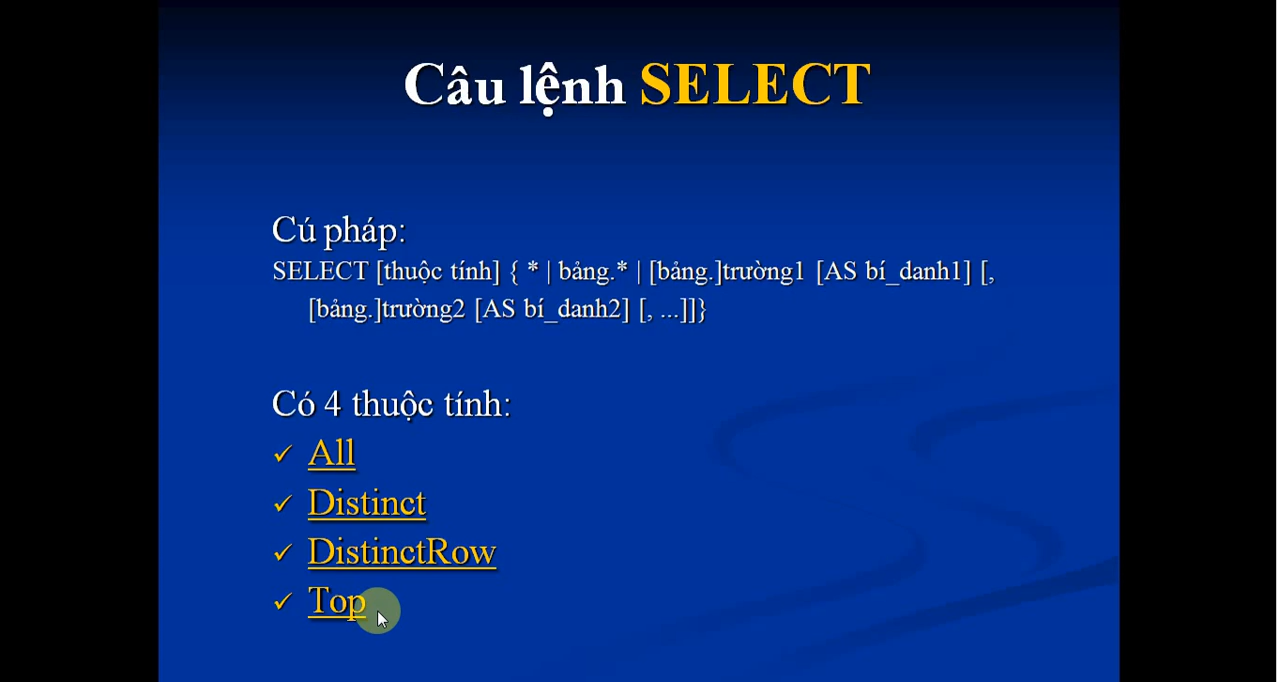 Câu lệnh SELECT
Cú pháp:
SELECT [thuộc tính] { * | bảng.* | [bảng.]trường1 [AS bí_danh1] [,
[bảng.]trường2 [AS bí_danh2] [, ...]]}
Có 4 thuộc tính:
✓ All
✓ Distinct
✓ DistinctRow
✓ Top